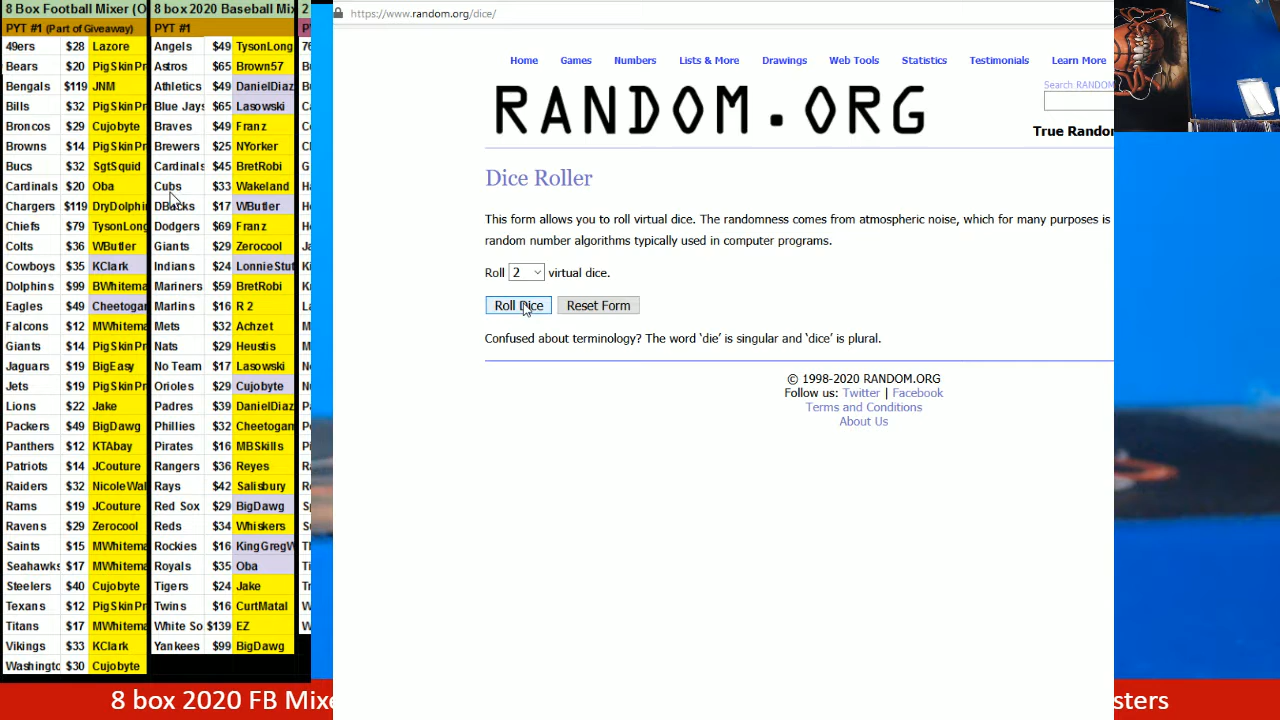 8 Box Football Mixer (O
PYT #1 (Part of Giveaway)
49ers $28 Lazore
Bears $20 PigSkinPr
Bengals $119 JNM
Bills $32 PigSkinPr
Broncos $29 Cujobyte
Browns $14 PigSkinPr
Bucs $32 SgtSquid
Cardinals $20 Oba
Chargers $119 DryDolphin
Chiefs $79 TysonLong
Colts $36 WButler
Cowboys $35 KClark
Dolphins $99 BWhitema
Eagles $49 Cheetogar
Falcons $12 MWhitema
Giants $14 PigSkinPr
Jaguars $19 BigEasy
Jets $19 PigSkinPr
Lions $22 Jake
Packers $49 BigDawg
Panthers $12 KTAbay
Patriots $14 JCouture
Raiders $32 NicoleWal
Rams $19 JCouture
Ravens $29 Zerocool
Saints $15 MWhitema
Seahawks $17 MWhitema
Steelers $40 Cujobyte
Texans $12 PigSkinPr
Titans $17 MWhitema
Vikings $33 KClark
Washingto $30 Cujobyte
8 box 2020 Baseball Mix
PYT #1
Angels $49 TysonLong
Astros $65 Brown57
Athletics $49 DanielDiaz
Blue Jays $65 Lasowski
Braves $49 Franz
Brewers $25 NYorker
Cardinals $45 BretRobi
Cubs $33 Wakeland
DBacks $17 WButler
Dodgers $69 Franz
Giants $29 Zerocool
Indians $24 LonnieStut
Mariners $59 BretRobi
Marlins $16 R 2
Mets $32 Achzet
Nats $29 Heustis
No Team $17 Lasowski
Orioles $29 Cujobyte
Padres $39 DanielDiaz
Phillies $32 Cheetogam
Pirates $16 MBSkills
Rangers $36 Reyes
Rays $42 Salisbury
Red Sox $29 BigDawg
Reds $34 Whiskers
Rockies $16 KingGregW
Royals $35 Oba
Tigers $24 Jake
Twins $16 CurtMatal
White So $139 EZ
Yankees $99 BigDawg
https://www.random.org/dice/
Home Games Numbers Lists & More Drawings Web Tools Statistics Testimonials Learn More
Search RANDOM
RANDOM.ORG
True Random
Dice Roller
This form allows you to roll virtual dice. The randomness comes from atmospheric noise, which for many purposes is
random number algorithms typically used in computer programs.
Roll 2 virtual dice.
Roll Dice Reset Form
Confused about terminology? The word ‘die’ is singular and ‘dice’ is plural.
© 1998-2020 RANDOM.ORG
Follow us: Twitter | Facebook
Terms and Conditions
About Us
8 box 2020 FB Mixe
sters